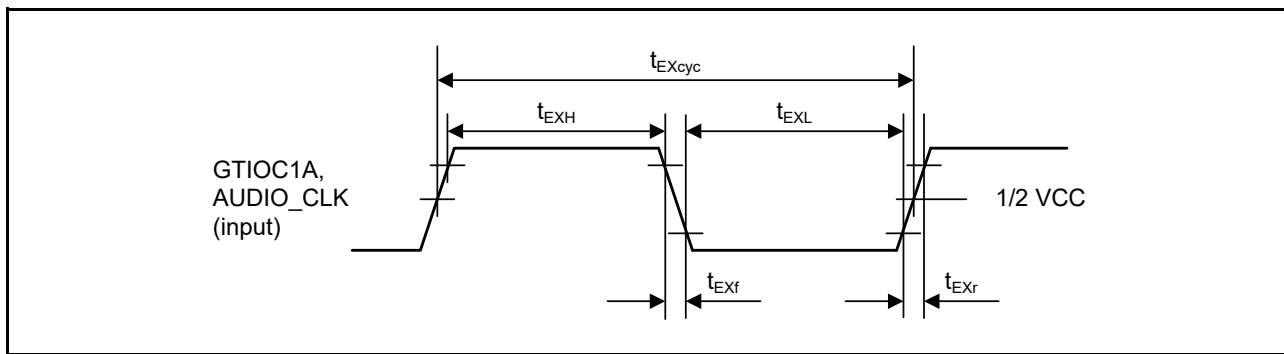 tEXcyc
tEXH
tEXL
GTIOC1A,
AUDIO_CLK
(input)
1/2 VCC
tEXf
tEXr